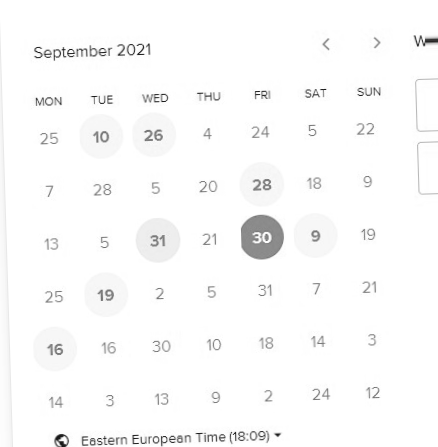 September 2021
MON TUE WED THU FRI SAT SUN
25 10 26 4 24 5 22
7 28 5 20 28 18 9
13 5 31 21 30 9 19
25 19 2 5 31 7 21
16 16 30 10 18 14 3
14 3 13 9 2 24 12
Eastern European Time (18:09)